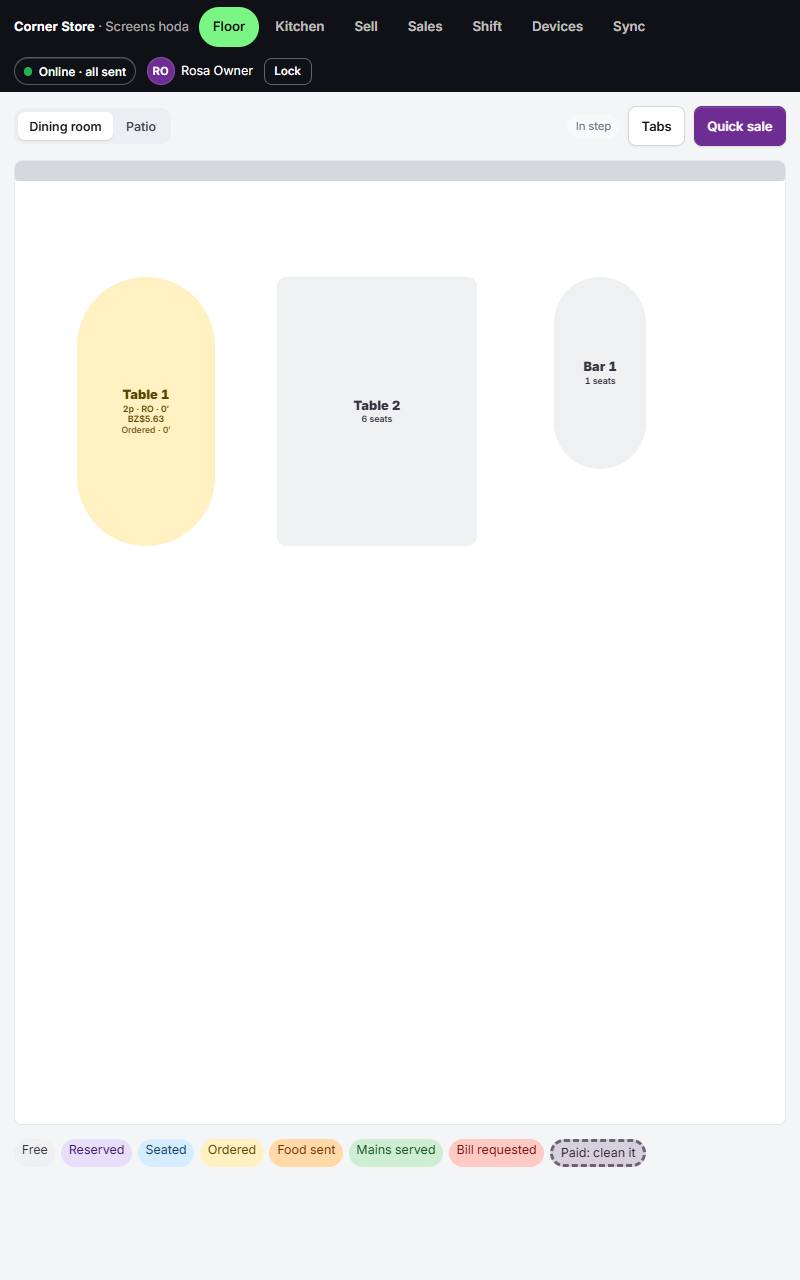 Corner Store · Screens hoda
Floor
Kitchen
Sell
Sales
Shift
Devices
Sync
Online · all sent
RO
Rosa Owner
Lock
Dining room
Patio
In step
Tabs
Quick sale
Table 1
2p · RO · 0'
BZ$5.63
Ordered · 0'
Table 2
6 seats
Bar 1
1 seats
Free
Reserved
Seated
Ordered
Food sent
Mains served
Bill requested
Paid: clean it